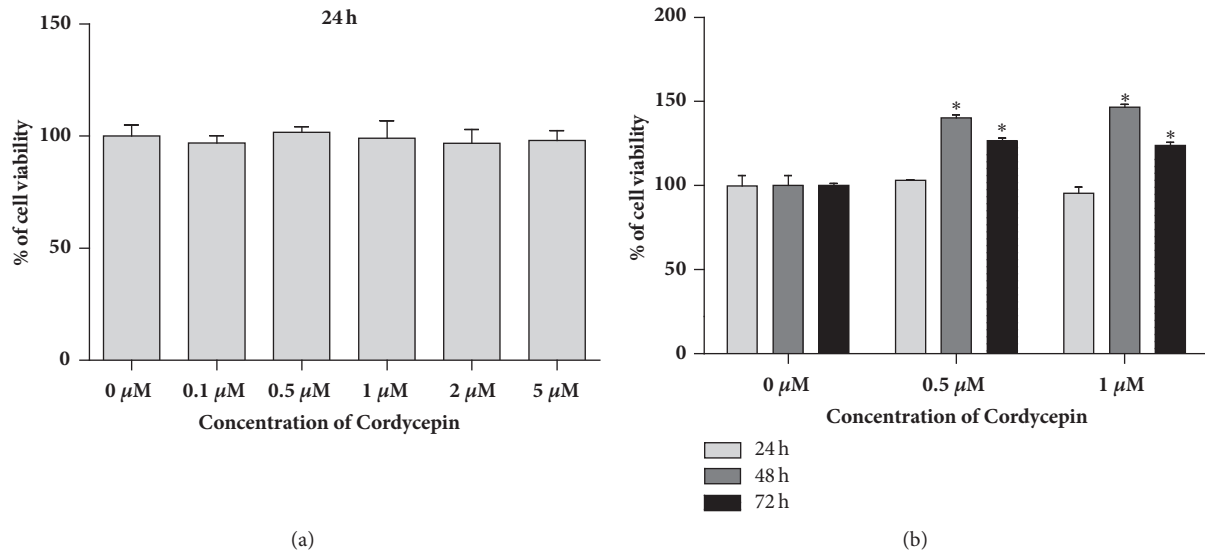 24 h
150
100
50
0
% of cell viability
0 μM 0.1 μM 0.5 μM 1 μM 2 μM 5 μM
Concentration of Cordycepin
(a)
200
150
100
50
0
% of cell viability
* * * *
0 μM 0.5 μM 1 μM
Concentration of Cordycepin
24 h
48 h
72 h
(b)